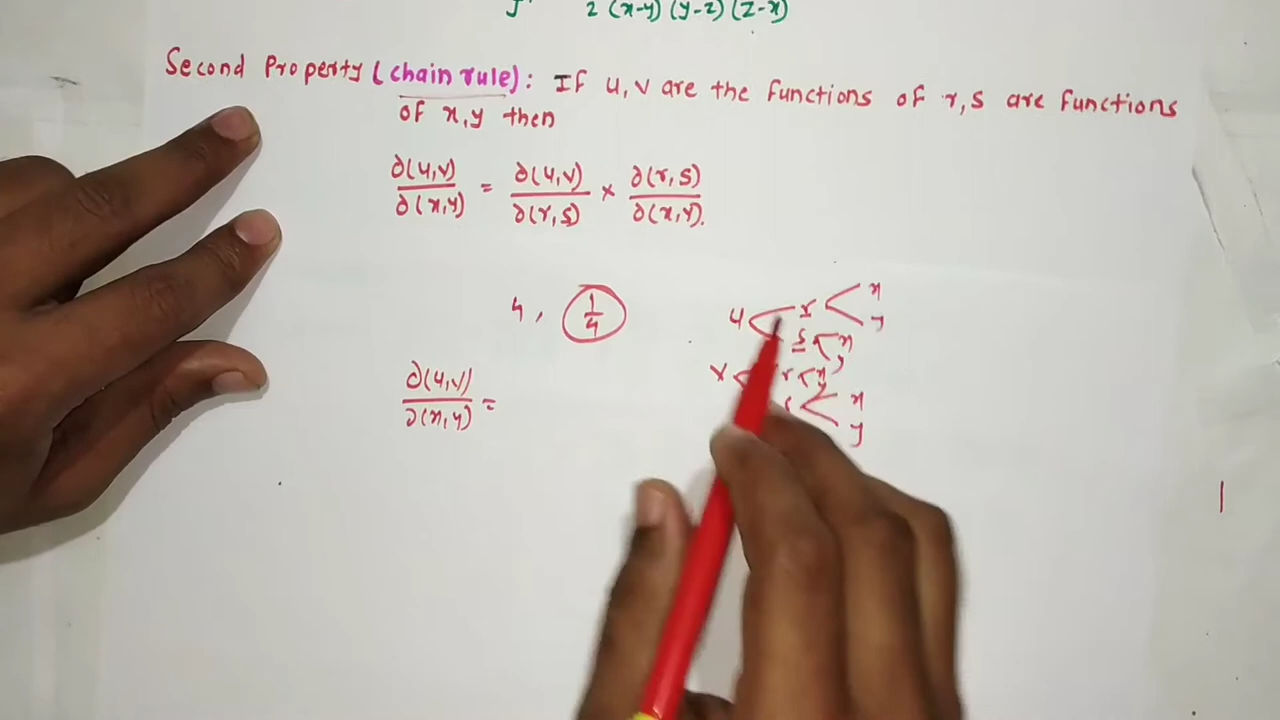 J' 2 (x-y) (y-z) (z-x)
Second Property (chain rule): If u,v are the functions of r,s are functions
of x,y then
∂(u,v)/∂(x,y) = ∂(u,v)/∂(r,s) × ∂(r,s)/∂(x,y).
4, 1/4
u < r < x
y
s < x
y
v < r < x
y
s < x
y
∂(u,v)/∂(x,y) =